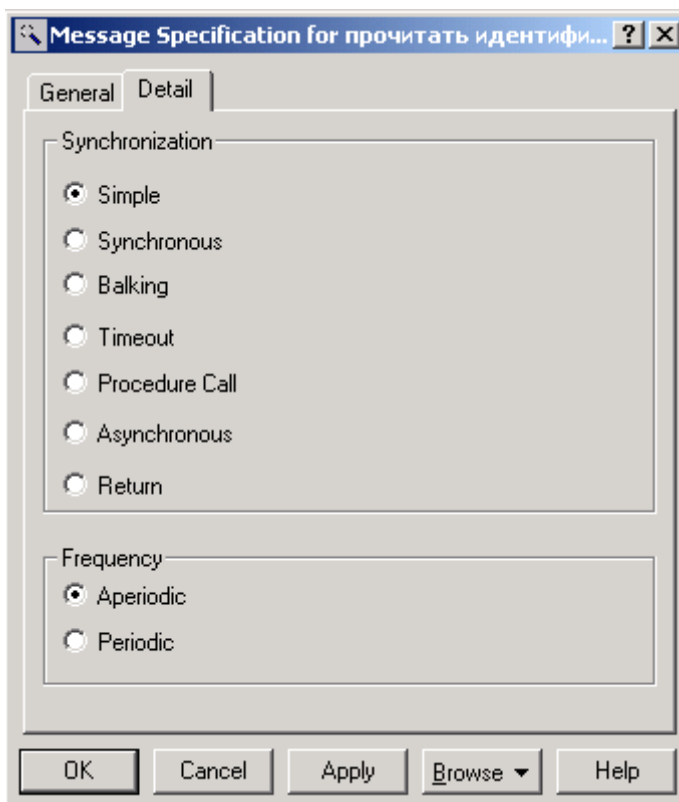 Message Specification for прочитать идентифи...
General Detail
Synchronization
Simple
Synchronous
Balking
Timeout
Procedure Call
Asynchronous
Return
Frequency
Aperiodic
Periodic
OK Cancel Apply Browse Help